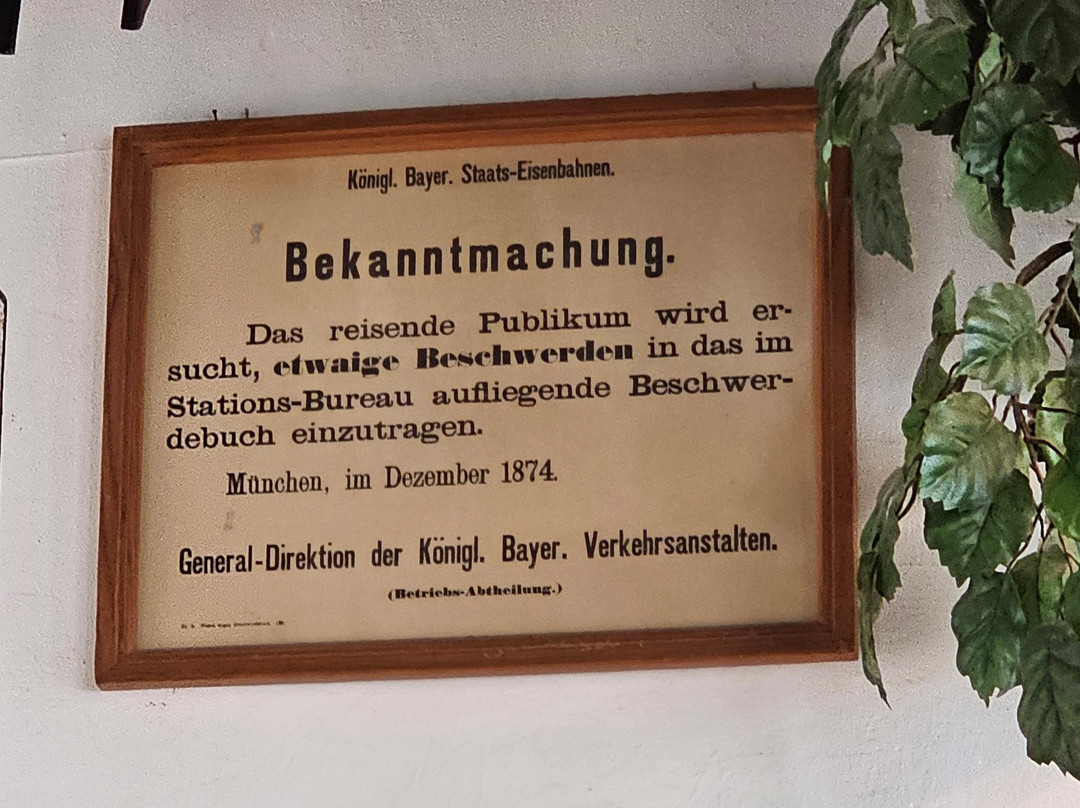 Königl. Bayer. Staats-Eisenbahnen.
Bekanntmachung.
Das reisende Publikum wird er-
sucht, etwaige Beschwerden in das im
Stations-Bureau aufliegende Beschwer-
debuch einzutragen.
München, im Dezember 1874.
General-Direktion der Königl. Bayer. Verkehrsanstalten.
(Betriebs-Abtheilung.)